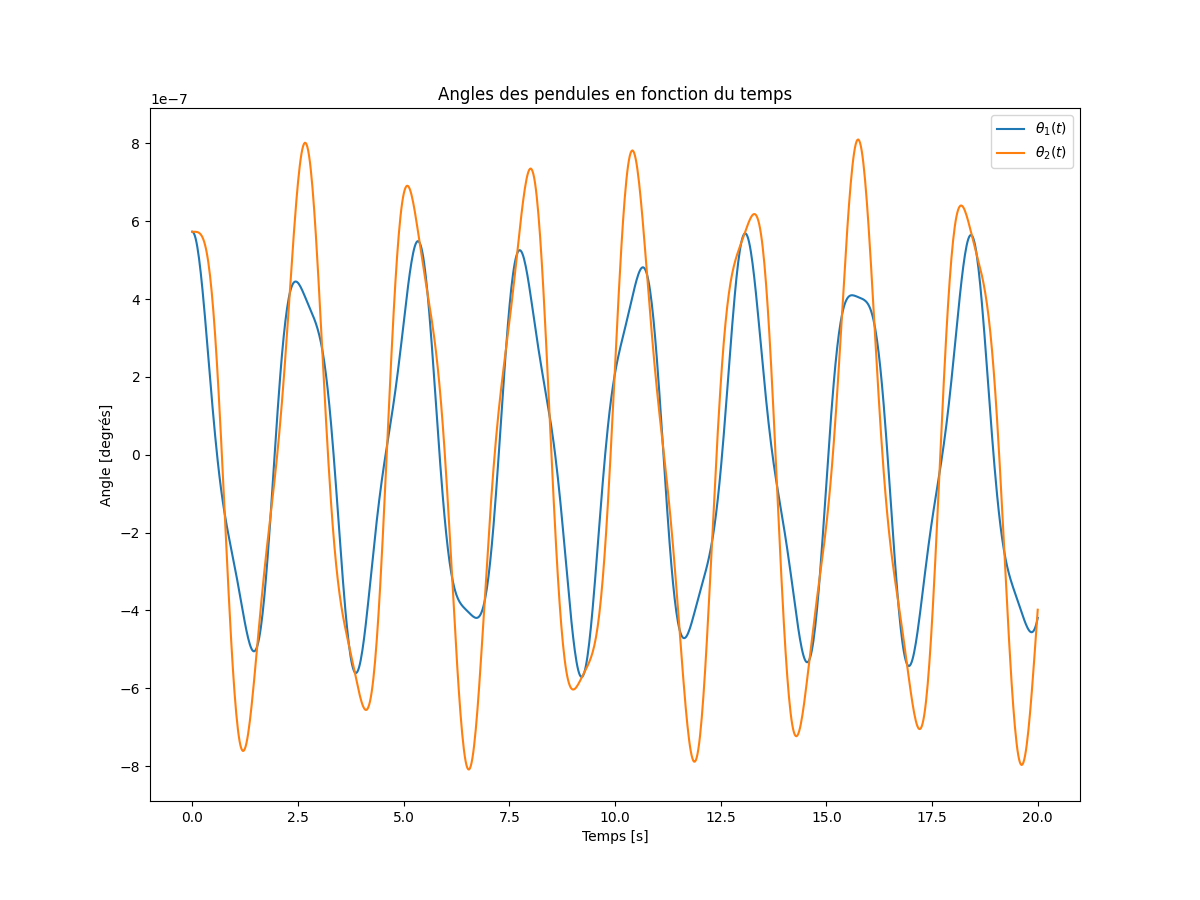 Angles des pendules en fonction du temps
1e−7
θ₁(t)
θ₂(t)
8
6
4
2
0
−2
−4
−6
−8
Angle [degrés]
0.0 2.5 5.0 7.5 10.0 12.5 15.0 17.5 20.0
Temps [s]